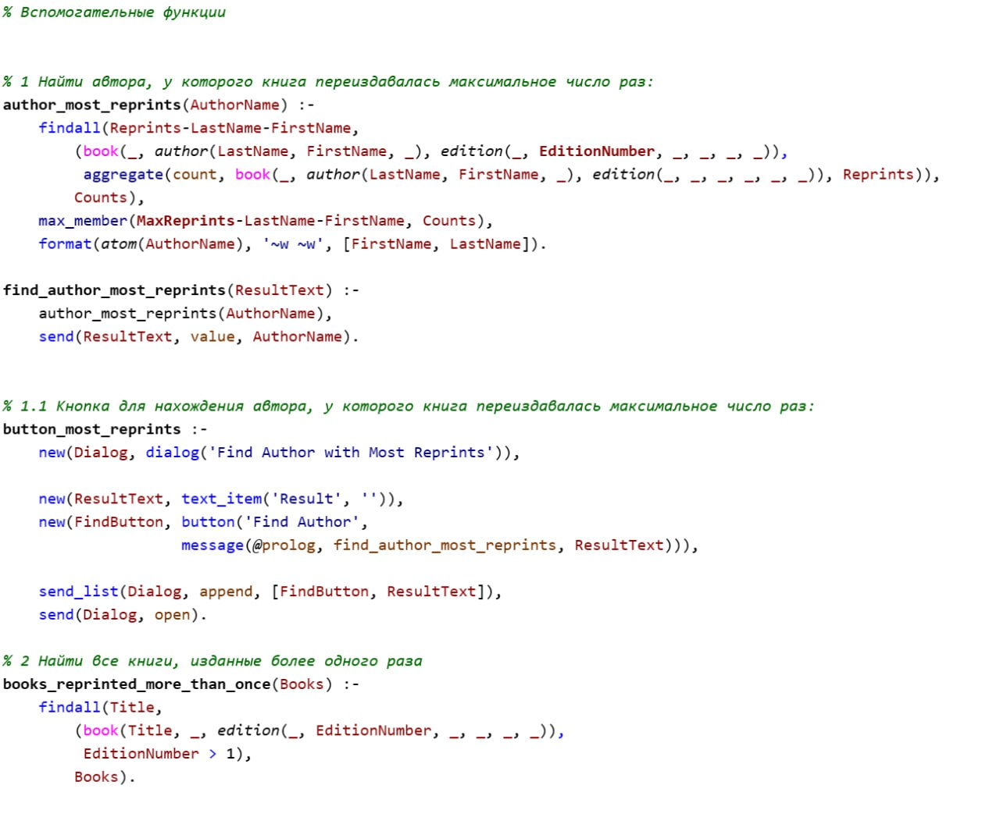 % Вспомогательные функции
% 1 Найти автора, у которого книга переиздавалась максимальное число раз:
author_most_reprints(AuthorName) :-
    findall(Reprints-LastName-FirstName,
        (book(_, author(LastName, FirstName, _), edition(_, EditionNumber, _, _, _, _)),
         aggregate(count, book(_, author(LastName, FirstName, _), edition(_, _, _, _, _, _)), Reprints)),
        Counts),
    max_member(MaxReprints-LastName-FirstName, Counts),
    format(atom(AuthorName), '~w ~w', [FirstName, LastName]).
find_author_most_reprints(ResultText) :-
    author_most_reprints(AuthorName),
    send(ResultText, value, AuthorName).
% 1.1 Кнопка для нахождения автора, у которого книга переиздавалась максимальное число раз:
button_most_reprints :-
    new(Dialog, dialog('Find Author with Most Reprints')),
    new(ResultText, text_item('Result', '')),
    new(FindButton, button('Find Author',
                    message(@prolog, find_author_most_reprints, ResultText))),
    send_list(Dialog, append, [FindButton, ResultText]),
    send(Dialog, open).
% 2 Найти все книги, изданные более одного раза
books_reprinted_more_than_once(Books) :-
    findall(Title,
        (book(Title, _, edition(_, EditionNumber, _, _, _, _)),
         EditionNumber > 1),
        Books).